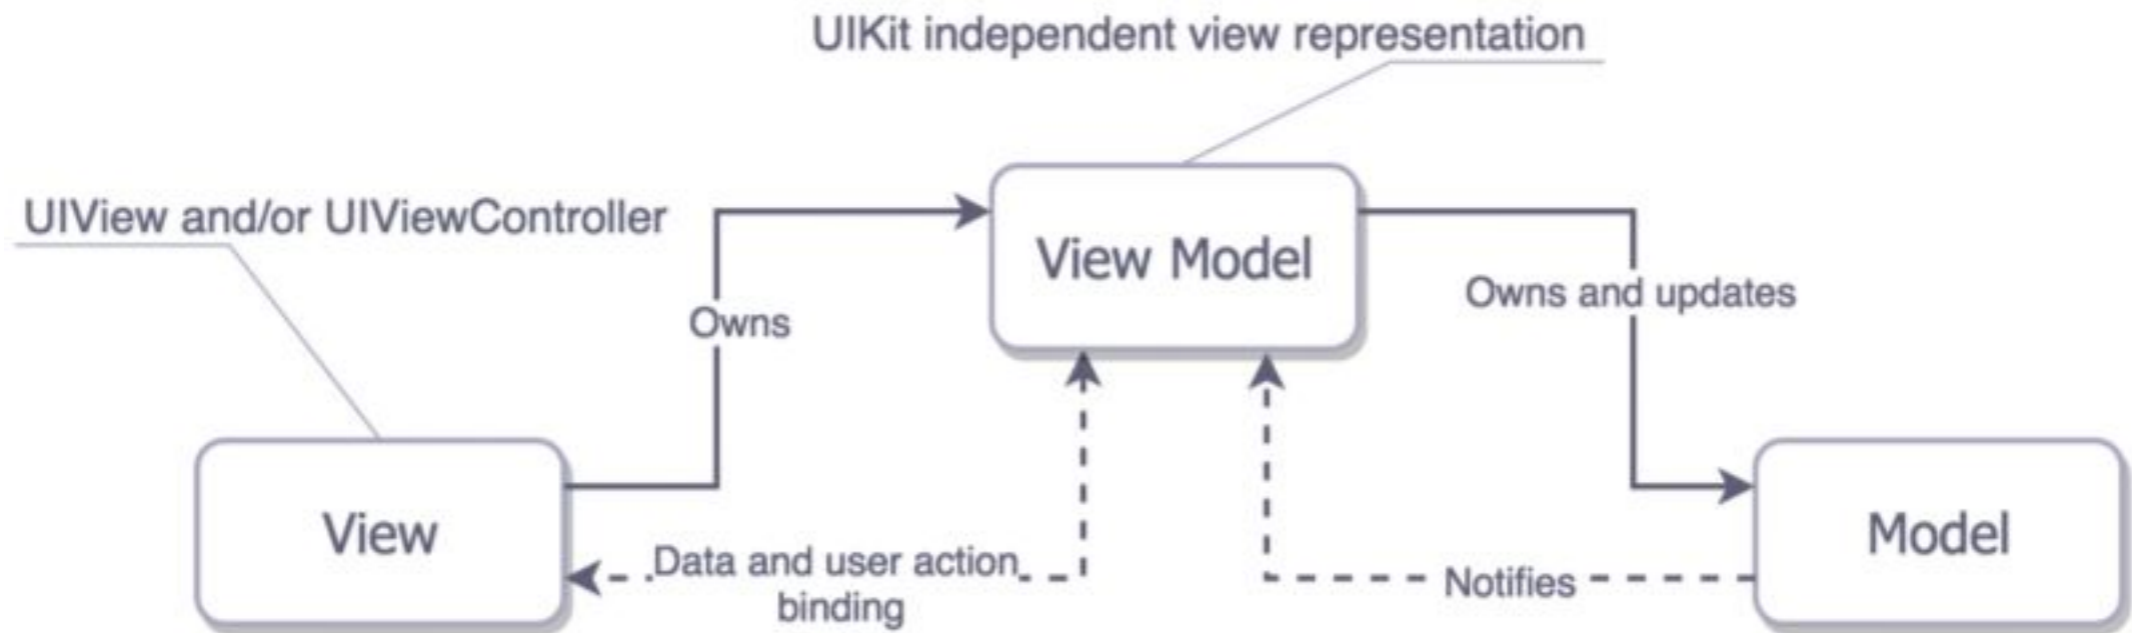 UIKit independent view representation
UIView and/or UIViewController
View Model
Owns and updates
Owns
View
Data and user action
binding
Notifies
Model